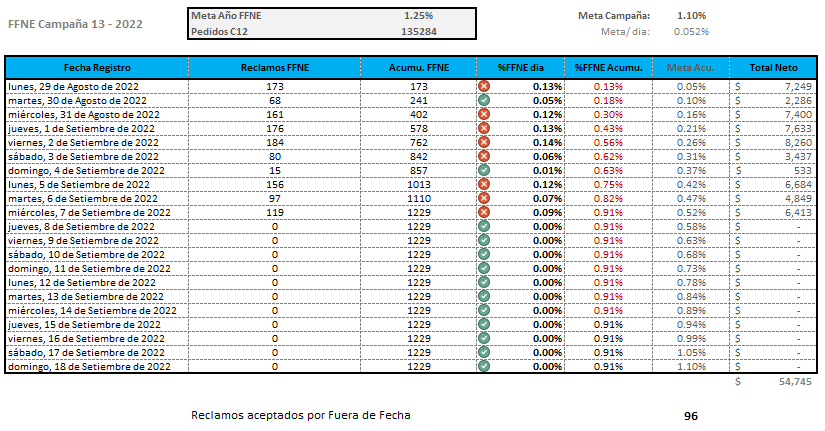 FFNE Campaña 13 - 2022
Meta Año FFNE 1.25%
Pedidos C12 135284
Meta Campaña: 1.10%
Meta/ dia: 0.052%
Fecha Registro Reclamos FFNE Acumu. FFNE %FFNE dia %FFNE Acumu. Meta Acu. Total Neto
lunes, 29 de Agosto de 2022 173 173 0.13% 0.13% 0.05% $ 7,249
martes, 30 de Agosto de 2022 68 241 0.05% 0.18% 0.10% $ 2,286
miércoles, 31 de Agosto de 2022 161 402 0.12% 0.30% 0.16% $ 7,400
jueves, 1 de Setiembre de 2022 176 578 0.13% 0.43% 0.21% $ 7,633
viernes, 2 de Setiembre de 2022 184 762 0.14% 0.56% 0.26% $ 8,260
sábado, 3 de Setiembre de 2022 80 842 0.06% 0.62% 0.31% $ 3,437
domingo, 4 de Setiembre de 2022 15 857 0.01% 0.63% 0.37% $ 533
lunes, 5 de Setiembre de 2022 156 1013 0.12% 0.75% 0.42% $ 6,684
martes, 6 de Setiembre de 2022 97 1110 0.07% 0.82% 0.47% $ 4,849
miércoles, 7 de Setiembre de 2022 119 1229 0.09% 0.91% 0.52% $ 6,413
jueves, 8 de Setiembre de 2022 0 1229 0.00% 0.91% 0.58% $ -
viernes, 9 de Setiembre de 2022 0 1229 0.00% 0.91% 0.63% $ -
sábado, 10 de Setiembre de 2022 0 1229 0.00% 0.91% 0.68% $ -
domingo, 11 de Setiembre de 2022 0 1229 0.00% 0.91% 0.73% $ -
lunes, 12 de Setiembre de 2022 0 1229 0.00% 0.91% 0.78% $ -
martes, 13 de Setiembre de 2022 0 1229 0.00% 0.91% 0.84% $ -
miércoles, 14 de Setiembre de 2022 0 1229 0.00% 0.91% 0.89% $ -
jueves, 15 de Setiembre de 2022 0 1229 0.00% 0.91% 0.94% $ -
viernes, 16 de Setiembre de 2022 0 1229 0.00% 0.91% 0.99% $ -
sábado, 17 de Setiembre de 2022 0 1229 0.00% 0.91% 1.05% $ -
domingo, 18 de Setiembre de 2022 0 1229 0.00% 0.91% 1.10% $ -
$ 54,745
Reclamos aceptados por Fuera de Fecha 96